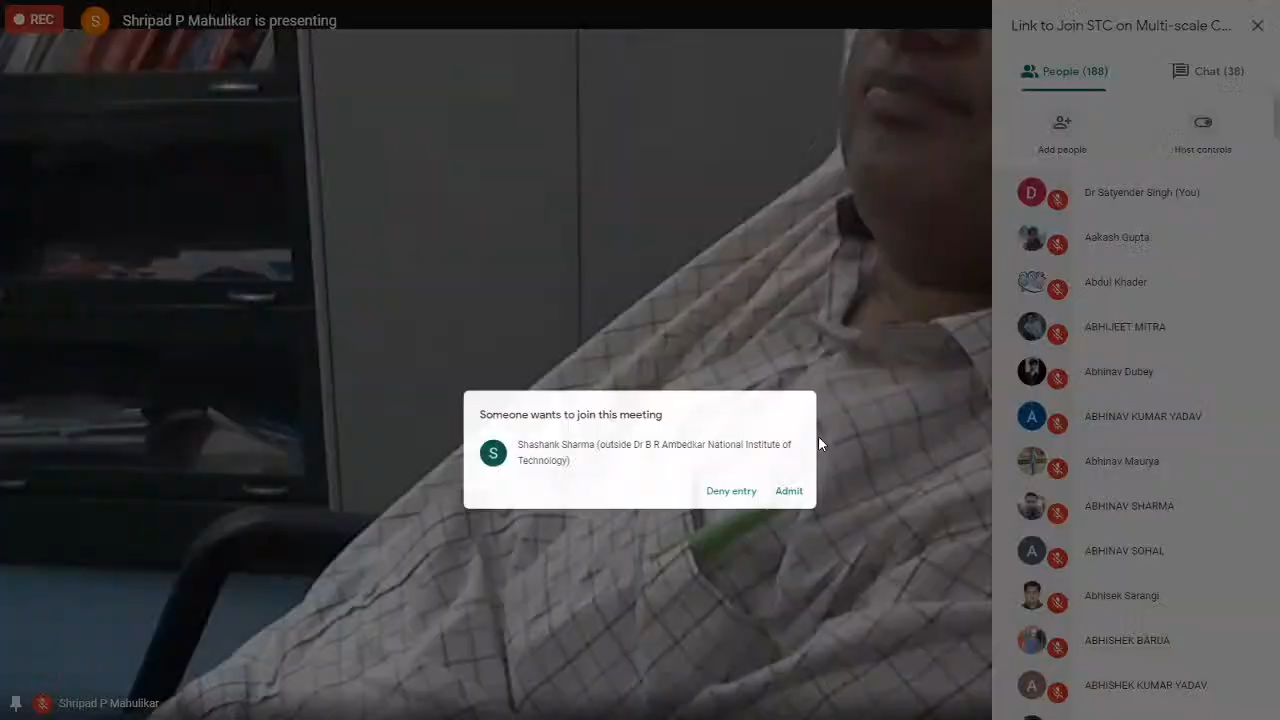 REC
S
Shripad P Mahulikar is presenting
Link to Join STC on Multi-scale C...
People (188)
Chat (38)
Add people
Host controls
D
Dr Satyender Singh (You)
Aakash Gupta
Abdul Khader
ABHIJEET MITRA
Abhinav Dubey
A
ABHINAV KUMAR YADAV
Abhinav Maurya
ABHINAV SHARMA
A
ABHINAV SOHAL
Abhisek Sarangi
ABHISHEK BARUA
A
ABHISHEK KUMAR YADAV
Someone wants to join this meeting
S
Shashank Sharma (outside Dr B R Ambedkar National Institute of
Technology)
Deny entry
Admit
Shripad P Mahulikar